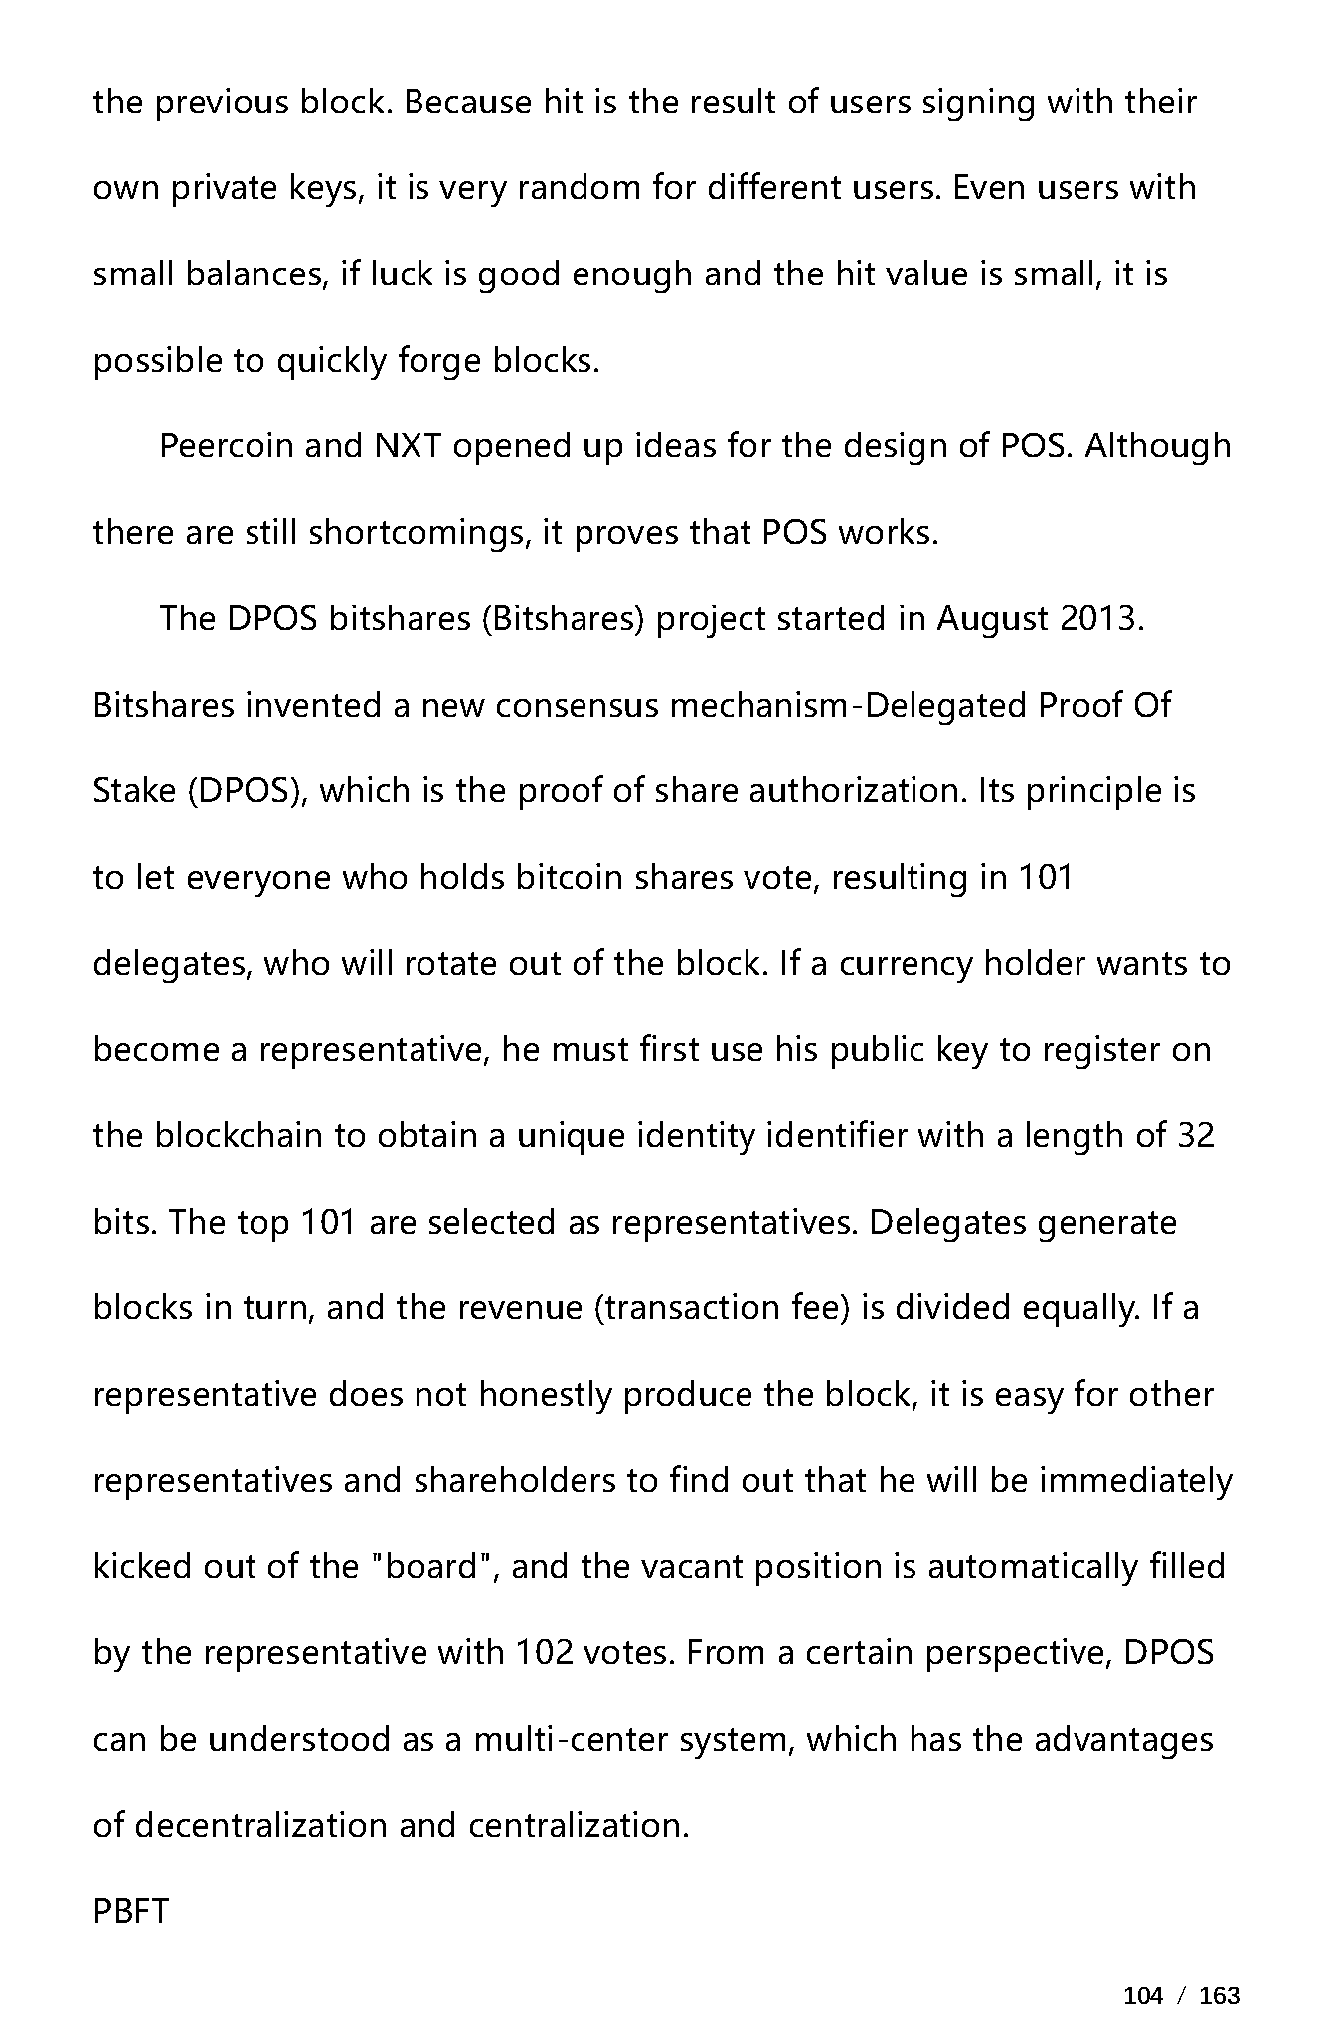 the previous block. Because hit is the result of users signing with their
own private keys, it is very random for different users. Even users with
small balances, if luck is good enough and the hit value is small, it is
possible to quickly forge blocks.
Peercoin and NXT opened up ideas for the design of POS. Although
there are still shortcomings, it proves that POS works.
The DPOS bitshares (Bitshares) project started in August 2013.
Bitshares invented a new consensus mechanism-Delegated Proof Of
Stake (DPOS), which is the proof of share authorization. Its principle is
to let everyone who holds bitcoin shares vote, resulting in 101
delegates, who will rotate out of the block. If a currency holder wants to
become a representative, he must first use his public key to register on
the blockchain to obtain a unique identity identifier with a length of 32
bits. The top 101 are selected as representatives. Delegates generate
blocks in turn, and the revenue (transaction fee) is divided equally. If a
representative does not honestly produce the block, it is easy for other
representatives and shareholders to find out that he will be immediately
kicked out of the "board", and the vacant position is automatically filled
by the representative with 102 votes. From a certain perspective, DPOS
can be understood as a multi-center system, which has the advantages
of decentralization and centralization.
PBFT
104 / 163